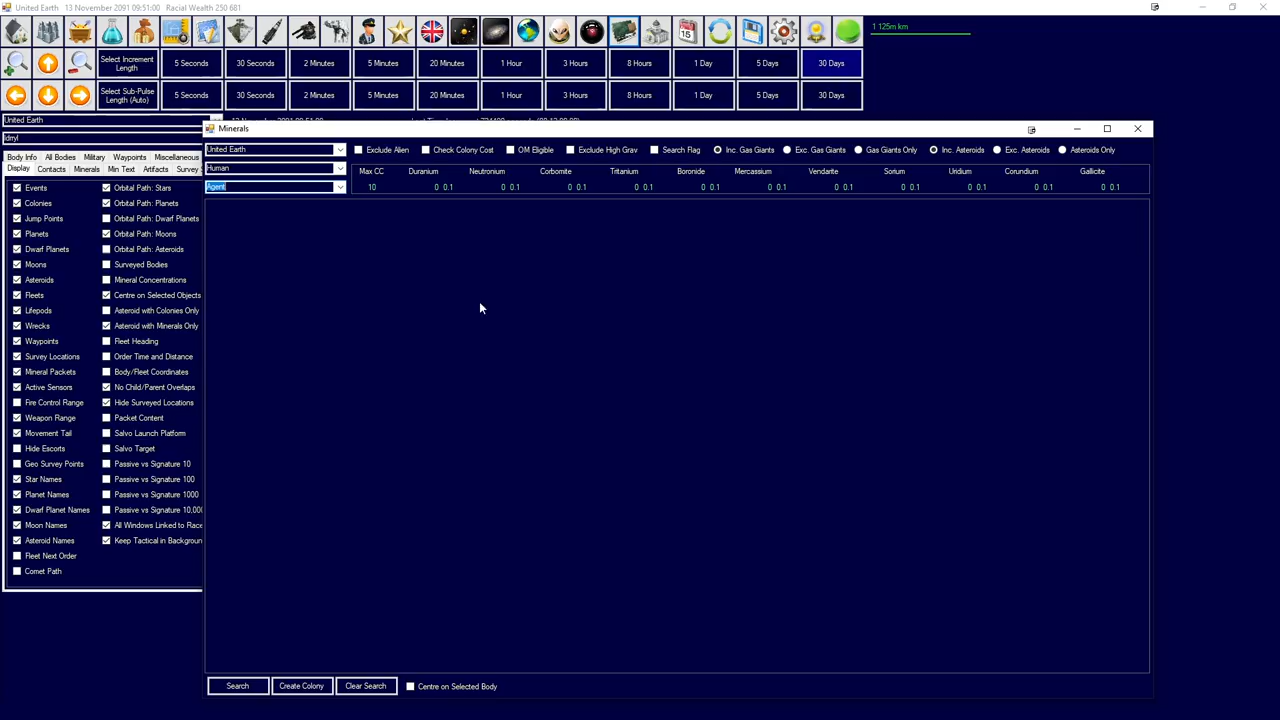 United Earth 13 November 2091 09:51:00 Racial Wealth 250 681
15
1 125m km
Select Increment Length
5 Seconds
30 Seconds
2 Minutes
5 Minutes
20 Minutes
1 Hour
3 Hours
8 Hours
1 Day
5 Days
30 Days
Select Sub-Pulse Length (Auto)
5 Seconds
30 Seconds
2 Minutes
5 Minutes
20 Minutes
1 Hour
3 Hours
8 Hours
1 Day
5 Days
30 Days
United Earth
Idrryl
Body Info All Bodies Military Waypoints Miscellaneous
Display Contacts Minerals Min Text Artifacts Survey
Events
Colonies
Jump Points
Planets
Dwarf Planets
Moons
Asteroids
Fleets
Lifepods
Wrecks
Waypoints
Survey Locations
Mineral Packets
Active Sensors
Fire Control Range
Weapon Range
Movement Tail
Hide Escorts
Geo Survey Points
Star Names
Planet Names
Dwarf Planet Names
Moon Names
Asteroid Names
Fleet Next Order
Comet Path
Orbital Path: Stars
Orbital Path: Planets
Orbital Path: Dwarf Planets
Orbital Path: Moons
Orbital Path: Asteroids
Surveyed Bodies
Mineral Concentrations
Centre on Selected Objects
Asteroid with Colonies Only
Asteroid with Minerals Only
Fleet Heading
Order Time and Distance
Body/Fleet Coordinates
No Child/Parent Overlaps
Hide Surveyed Locations
Packet Content
Salvo Launch Platform
Salvo Target
Passive vs Signature 10
Passive vs Signature 100
Passive vs Signature 1000
Passive vs Signature 10,000
All Windows Linked to Race
Keep Tactical in Backgroun
Minerals
United Earth
Human
Agent
Exclude Alien Check Colony Cost OM Eligible Exclude High Grav Search Flag Inc. Gas Giants Exc. Gas Giants Gas Giants Only Inc. Asteroids Exc. Asteroids Asteroids Only
Max CC Duranium Neutronium Corbomite Tritanium Boronide Mercassium Vendarite Sorium Uridium Corundium Gallicite
10 0 0.1 0 0.1 0 0.1 0 0.1 0 0.1 0 0.1 0 0.1 0 0.1 0 0.1 0 0.1 0 0.1
Search
Create Colony
Clear Search
Centre on Selected Body